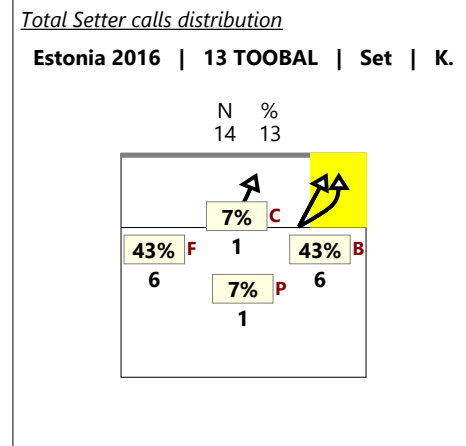 Total Setter calls distribution
Estonia 2016 | 13 TOOBAL | Set | K.
N %
14 13
7% C
1
43% F
6
43% B
6
7% P
1